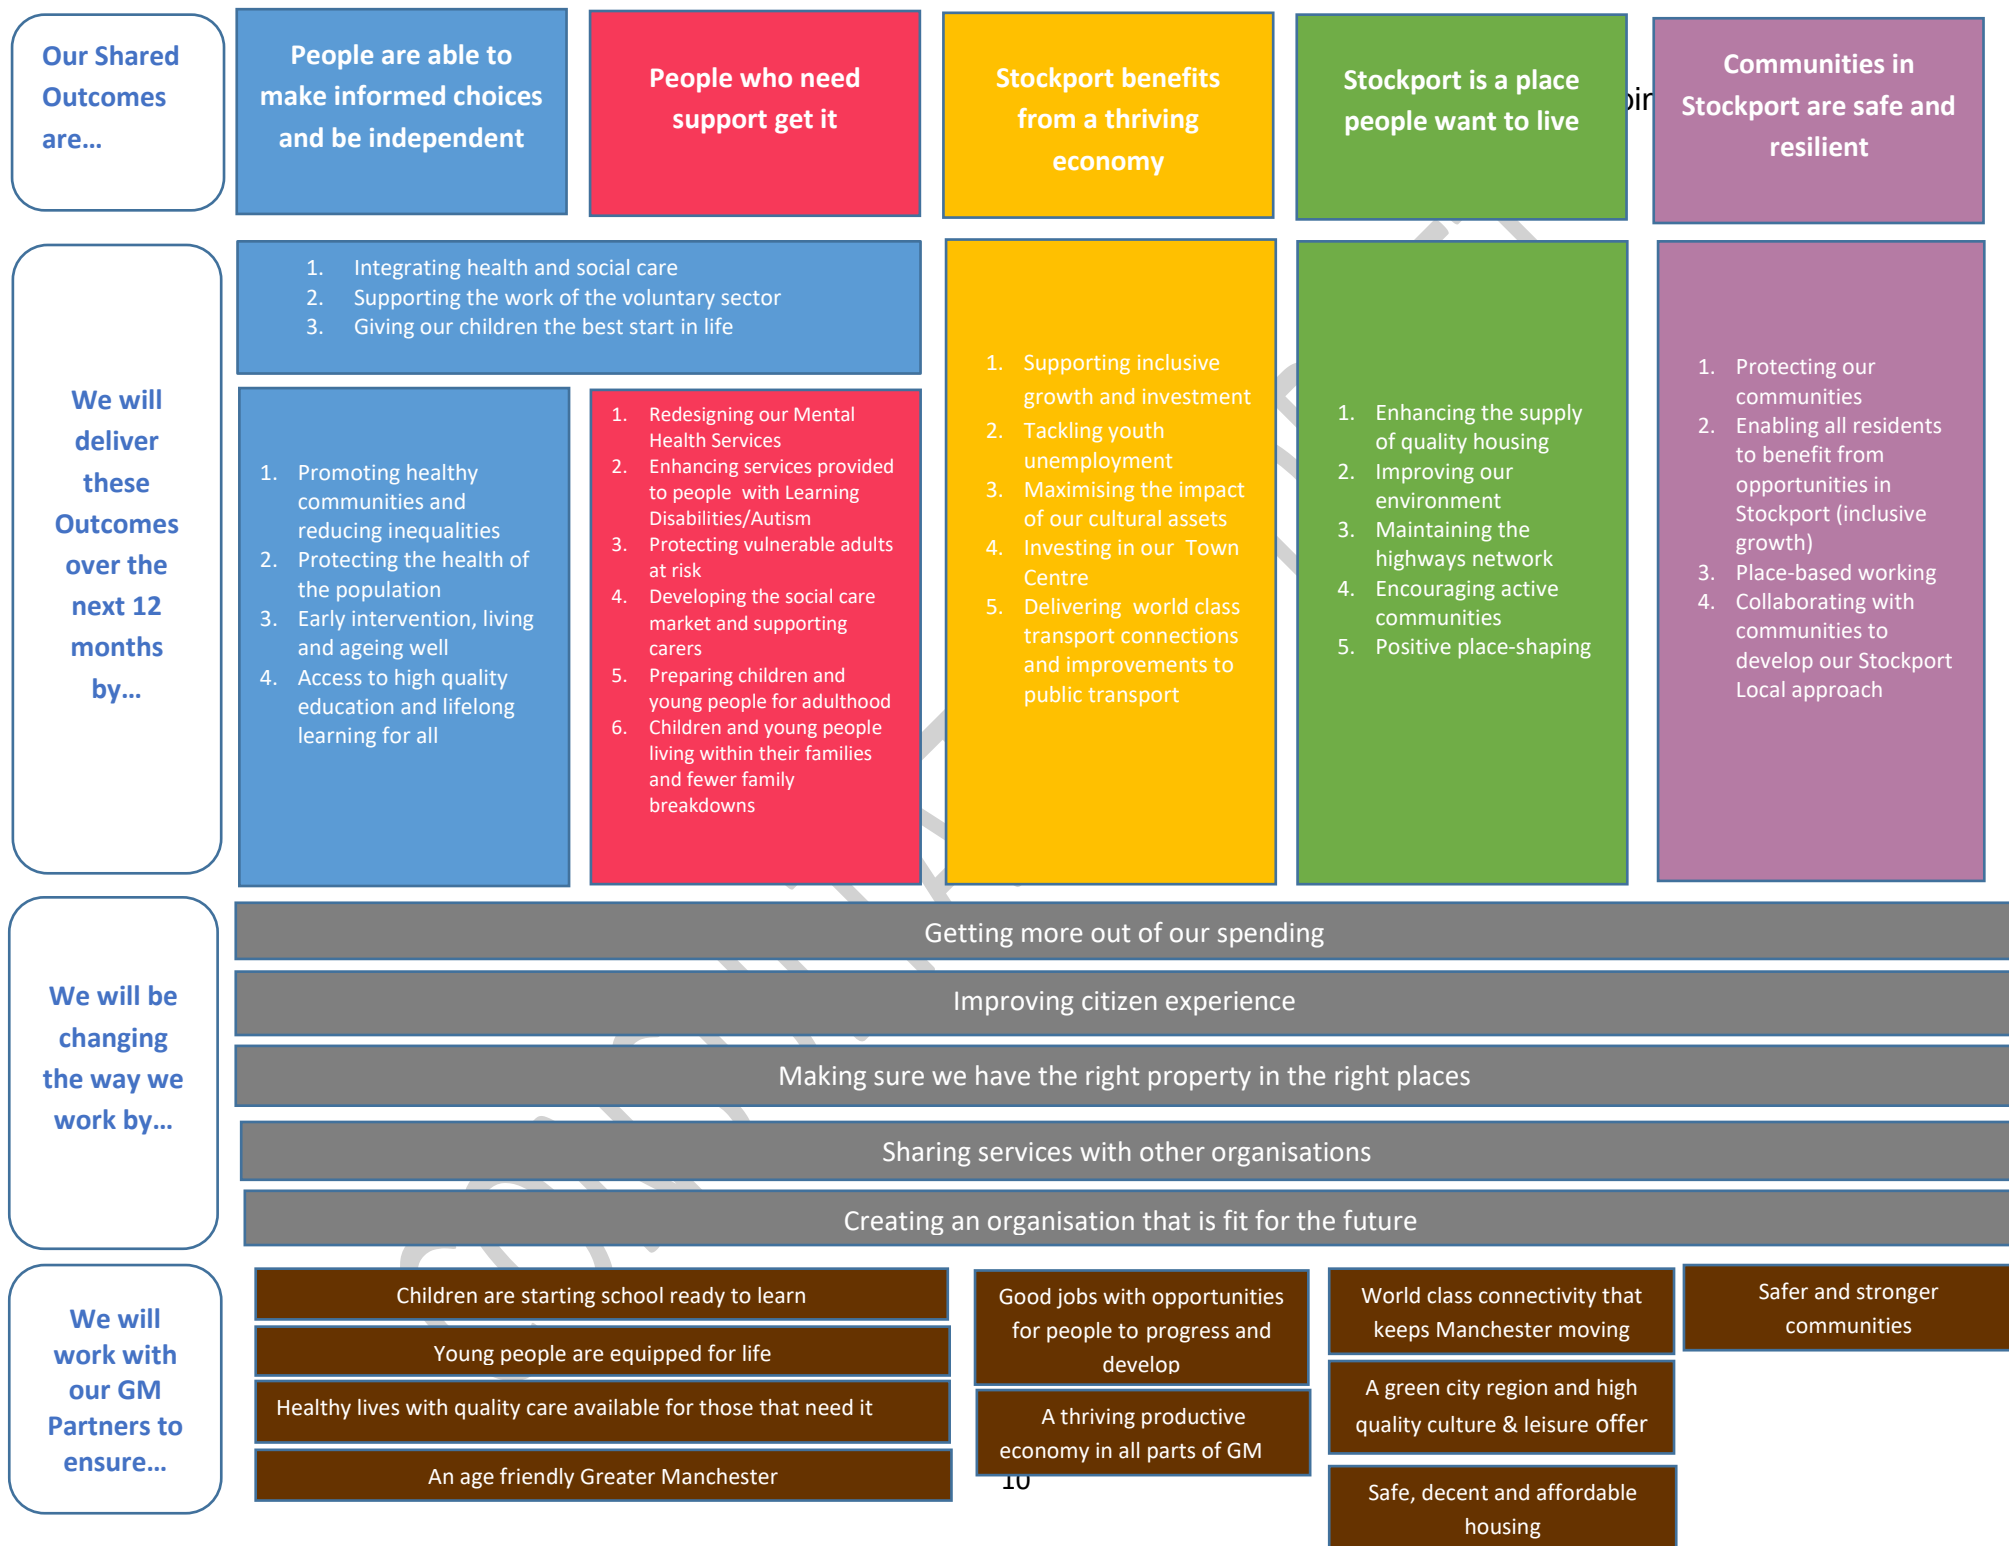 Our Shared
Outcomes
are...
People are able to
make informed choices
and be independent
People who need
support get it
Stockport benefits
from a thriving
economy
Stockport is a place
people want to live
Communities in
Stockport are safe and
resilient
We will
deliver
these
Outcomes
over the
next 12
months
by...
1. Integrating health and social care
2. Supporting the work of the voluntary sector
3. Giving our children the best start in life
1. Promoting healthy
communities and
reducing inequalities
2. Protecting the health of
the population
3. Early intervention, living
and ageing well
4. Access to high quality
education and lifelong
learning for all
1. Redesigning our Mental
Health Services
2. Enhancing services provided
to people with Learning
Disabilities/Autism
3. Protecting vulnerable adults
at risk
4. Developing the social care
market and supporting
carers
5. Preparing children and
young people for adulthood
6. Children and young people
living within their families
and fewer family
breakdowns
1. Supporting inclusive
growth and investment
2. Tackling youth
unemployment
3. Maximising the impact
of our cultural assets
4. Investing in our Town
Centre
5. Delivering world class
transport connections
and improvements to
public transport
1. Enhancing the supply
of quality housing
2. Improving our
environment
3. Maintaining the
highways network
4. Encouraging active
communities
5. Positive place-shaping
1. Protecting our
communities
2. Enabling all residents
to benefit from
opportunities in
Stockport (inclusive
growth)
3. Place-based working
4. Collaborating with
communities to
develop our Stockport
Local approach
We will be
changing
the way we
work by...
Getting more out of our spending
Improving citizen experience
Making sure we have the right property in the right places
Sharing services with other organisations
Creating an organisation that is fit for the future
We will
work with
our GM
Partners to
ensure...
Children are starting school ready to learn
Young people are equipped for life
Healthy lives with quality care available for those that need it
An age friendly Greater Manchester
Good jobs with opportunities
for people to progress and
develop
A thriving productive
economy in all parts of GM
World class connectivity that
keeps Manchester moving
A green city region and high
quality culture & leisure offer
Safe, decent and affordable
housing
Safer and stronger
communities
10